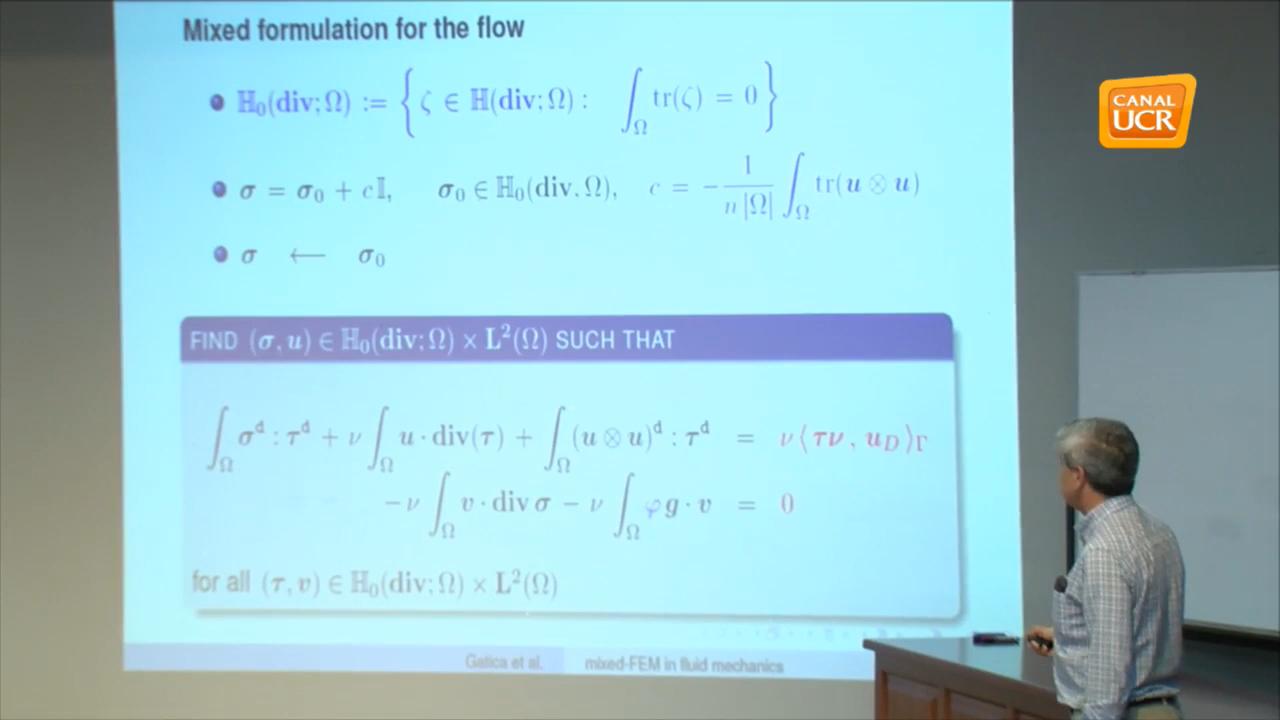 Mixed formulation for the flow
CANAL
UCR
ℍ₀(div;Ω) := { ζ ∈ ℍ(div;Ω) : ∫_Ω tr(ζ) = 0 }
σ = σ₀ + c𝕀, σ₀ ∈ ℍ₀(div,Ω), c = −1/(n|Ω|) ∫_Ω tr(u ⊗ u)
σ ⟵ σ₀
FIND (σ, u) ∈ ℍ₀(div;Ω) × L²(Ω) SUCH THAT
∫_Ω σᵈ : τᵈ + ν ∫_Ω u · div(τ) + ∫_Ω (u ⊗ u)ᵈ : τᵈ = ν⟨τν, u_D⟩_Γ
−ν ∫_Ω v · div σ − ν ∫_Ω φg · v = 0
for all (τ, v) ∈ ℍ₀(div;Ω) × L²(Ω)
Gatica et al. mixed-FEM in fluid mechanics